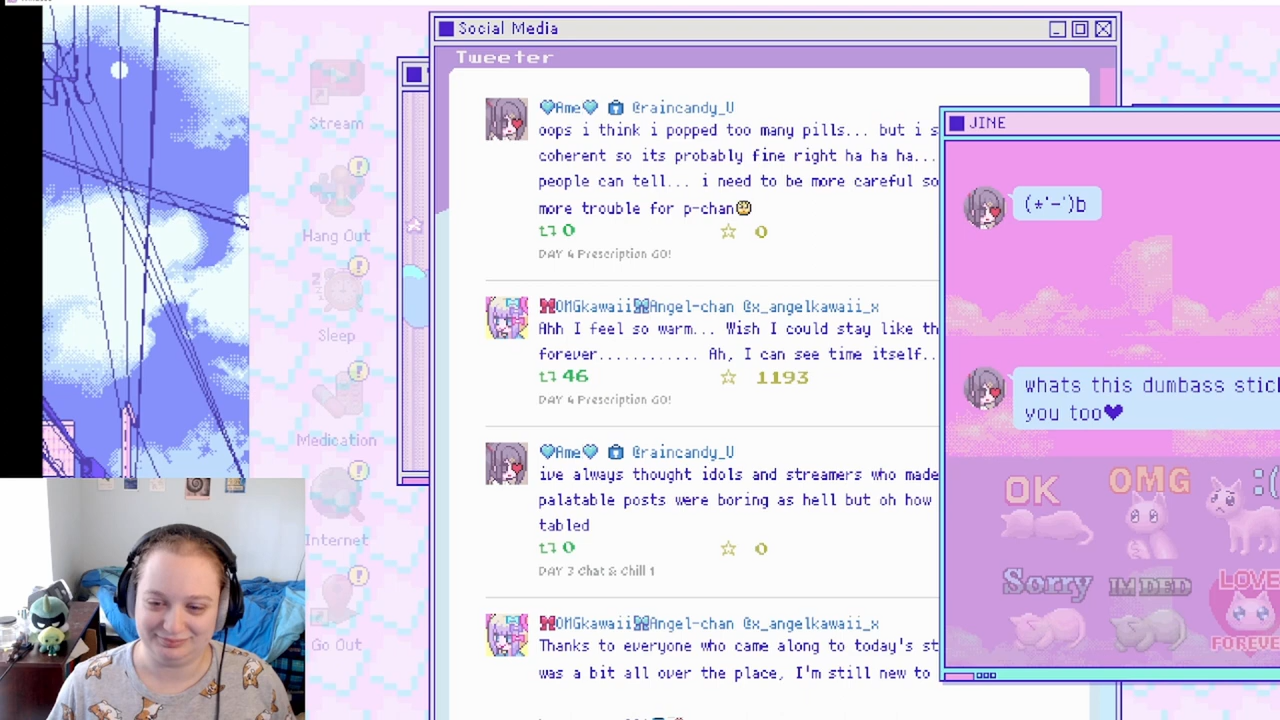 Social Media
Tweeter
Ame @raincandy_U
oops i think i popped too many pills... but i s
coherent so its probably fine right ha ha ha...
people can tell... i need to be more careful so
more trouble for p-chan
0 0
DAY 4 Prescription GO!
OMGkawaii Angel-chan @x_angelkawaii_x
Ahh I feel so warm... Wish I could stay like th
forever............ Ah, I can see time itself..
46 1193
DAY 4 Prescription GO!
Ame @raincandy_U
ive always thought idols and streamers who made
palatable posts were boring as hell but oh how
tabled
0 0
DAY 3 Chat & Chill 1
OMGkawaii Angel-chan @x_angelkawaii_x
Thanks to everyone who came along to today's st
was a bit all over the place, I'm still new to
Stream
Hang Out
Sleep
Medication
Internet
Go Out
JINE
(*'-')b
whats this dumbass stick
you too
OK
OMG
:(
Sorry
IM DED
LOVE
FOREVE